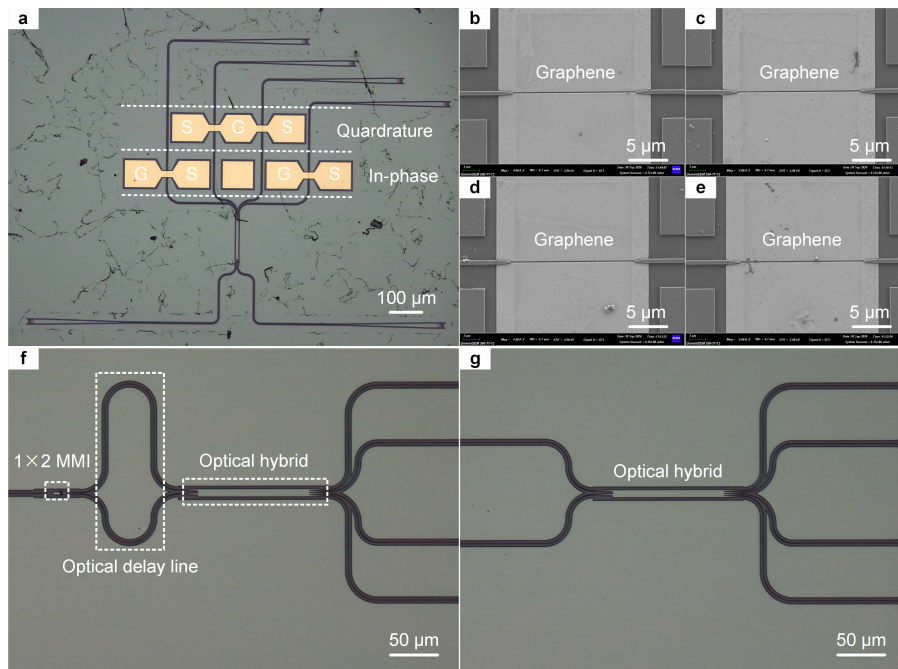 a
S G S
Quardrature
G S G S
In-phase
100 μm
b
Graphene
5 μm
c
Graphene
5 μm
d
Graphene
5 μm
e
Graphene
5 μm
f
1×2 MMI
Optical hybrid
Optical delay line
50 μm
g
Optical hybrid
50 μm